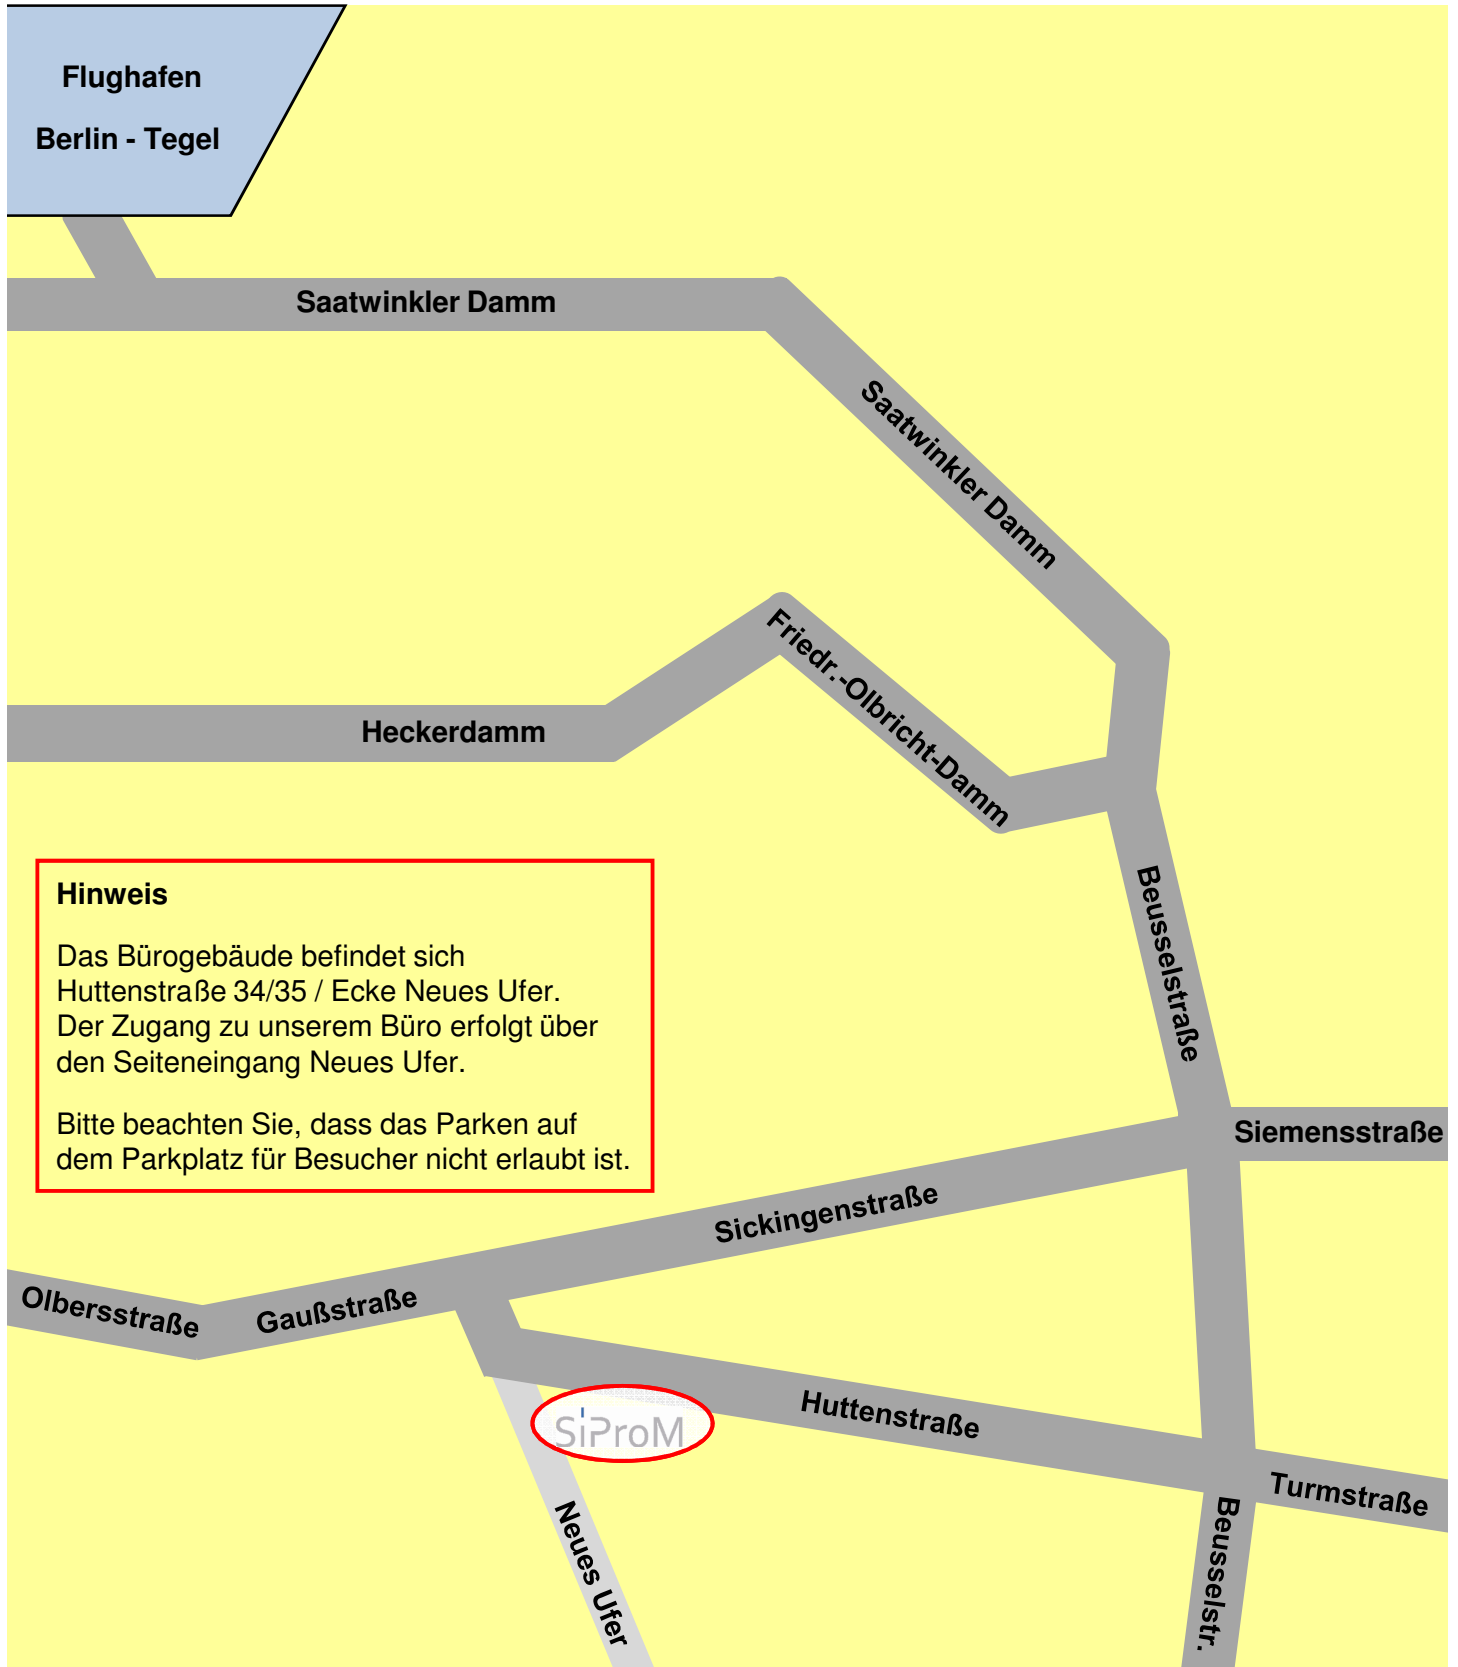 Flughafen
Berlin - Tegel
Saatwinkler Damm
Saatwinkler Damm
Friedr.-Olbricht-Damm
Heckerdamm
Beusselstraße
Hinweis
Das Bürogebäude befindet sich
Huttenstraße 34/35 / Ecke Neues Ufer.
Der Zugang zu unserem Büro erfolgt über
den Seiteneingang Neues Ufer.
Bitte beachten Sie, dass das Parken auf
dem Parkplatz für Besucher nicht erlaubt ist.
Siemensstraße
Sickingenstraße
Olbersstraße
Gaußstraße
Huttenstraße
SiProM
Turmstraße
Neues Ufer
Beusselstr.